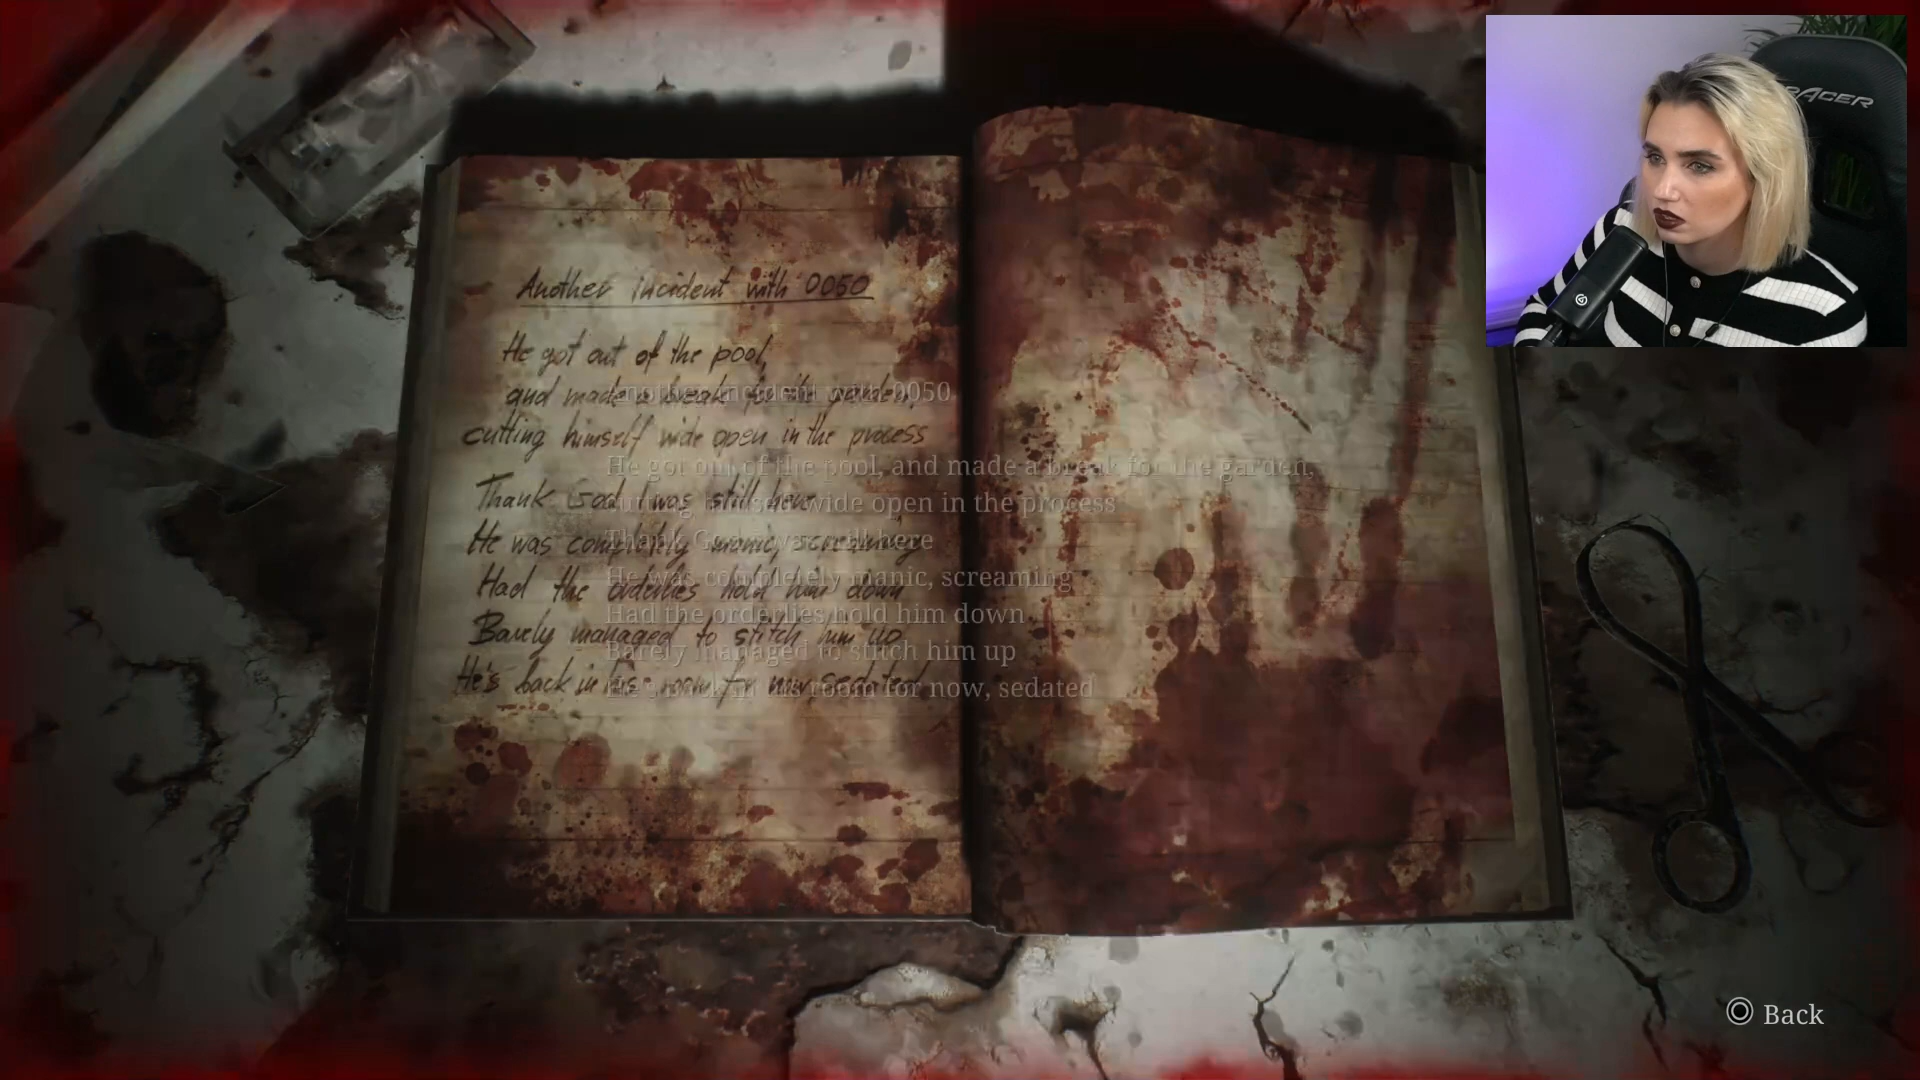 Another incident with 0050
He got out of the pool,
and made a break for the garden,
cutting himself wide open in the process
Thank God I was still here
He was completely manic, screaming
Had the orderlies hold him down
Barely managed to stitch him up
He's back in his room for now, sedated
Another incident with 0050
He got out of the pool, and made a break for the garden,
cutting himself wide open in the process
Thank God I was still here
He was completely manic, screaming
Had the orderlies hold him down
Barely managed to stitch him up
He's back in his room for now, sedated
RACER
Back